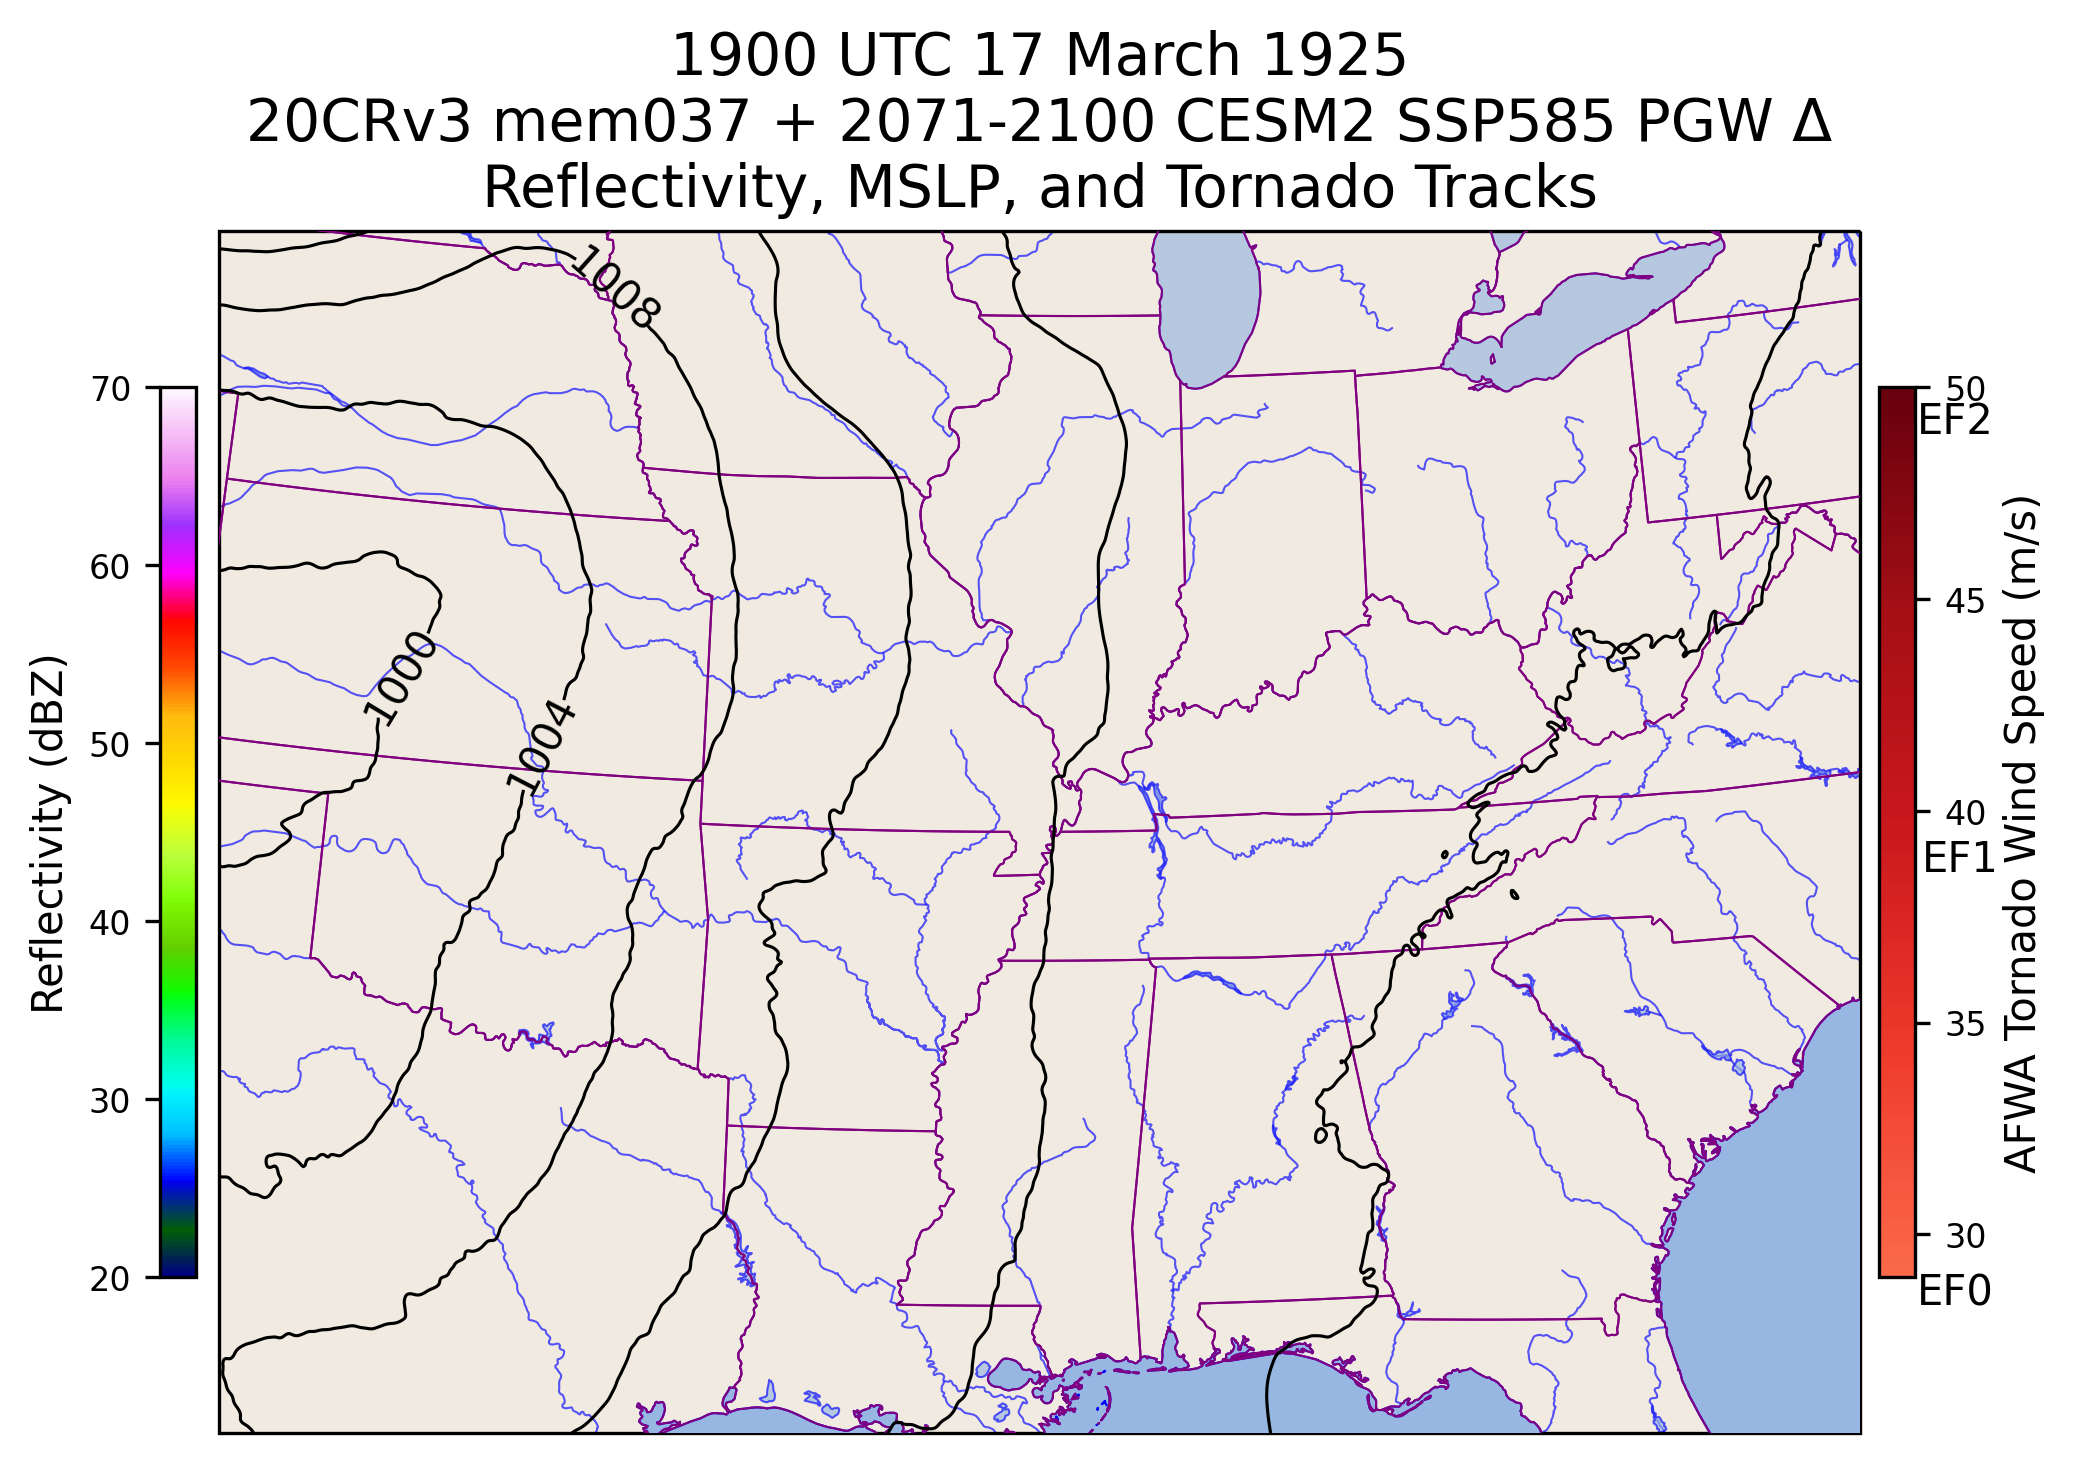 1900 UTC 17 March 1925
20CRv3 mem037 + 2071-2100 CESM2 SSP585 PGW Δ
Reflectivity, MSLP, and Tornado Tracks
Reflectivity (dBZ)
70
60
50
40
30
20
1008
1000
1004
50
EF2
45
40
EF1
35
30
EF0
AFWA Tornado Wind Speed (m/s)